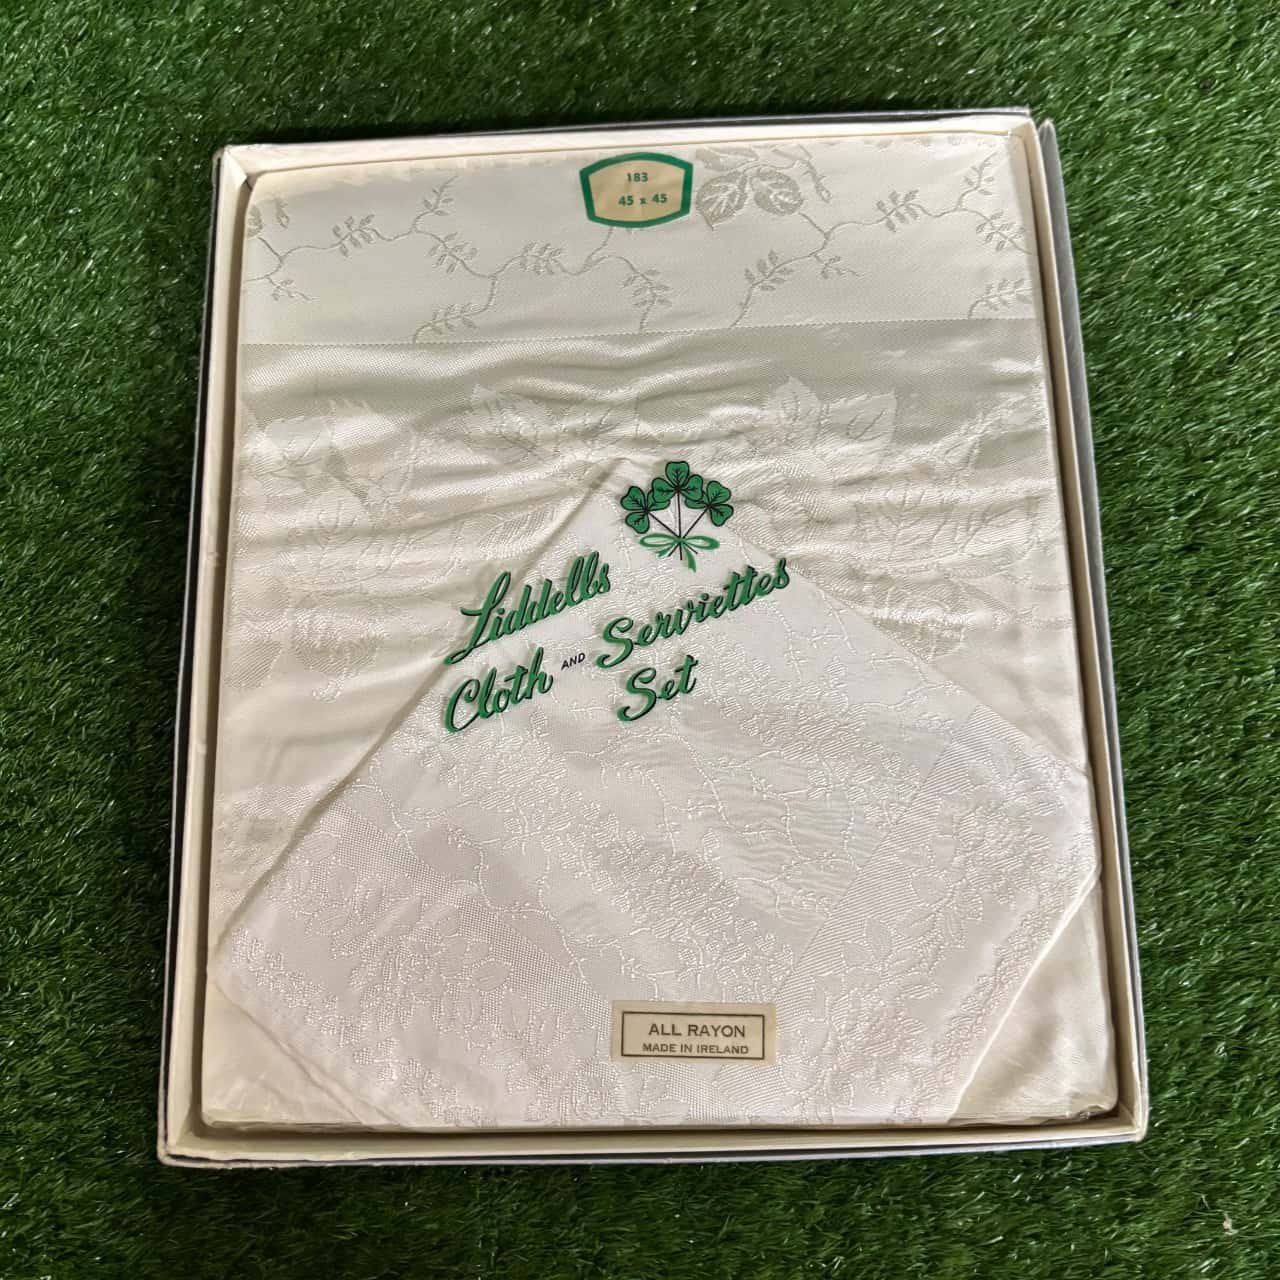 183
45 x 45
Liddells
Cloth AND Serviettes
Set
ALL RAYON
MADE IN IRELAND